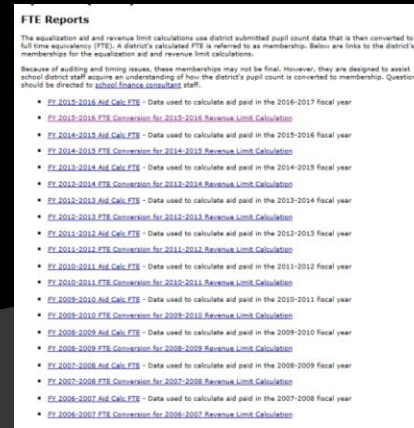 FTE Reports
The equalization aid and revenue limit calculations use district submitted pupil count data that is then converted to
full time equivalency (FTE). A district's calculated FTE is referred to as membership. Below are links to the district's
memberships for the equalization aid and revenue limit calculations.
Because of auditing and timing issues, these memberships may not be final. However, they are designed to assist
school district staff acquire an understanding of how the district's pupil count is converted to membership. Question
should be directed to school finance consultant staff.
▪ FY 2015-2016 Aid Calc FTE - Data used to calculate aid paid in the 2016-2017 fiscal year
▪ FY 2015-2016 FTE Conversion for 2015-2016 Revenue Limit Calculation
▪ FY 2014-2015 Aid Calc FTE - Data used to calculate aid paid in the 2015-2016 fiscal year
▪ FY 2014-2015 FTE Conversion for 2014-2015 Revenue Limit Calculation
▪ FY 2013-2014 Aid Calc FTE - Data used to calculate aid paid in the 2014-2015 fiscal year
▪ FY 2013-2014 FTE Conversion for 2013-2014 Revenue Limit Calculation
▪ FY 2012-2013 Aid Calc FTE - Data used to calculate aid paid in the 2013-2014 fiscal year
▪ FY 2012-2013 FTE Conversion for 2012-2013 Revenue Limit Calculation
▪ FY 2011-2012 Aid Calc FTE - Data used to calculate aid paid in the 2012-2013 fiscal year
▪ FY 2011-2012 FTE Conversion for 2011-2012 Revenue Limit Calculation
▪ FY 2010-2011 Aid Calc FTE - Data used to calculate aid paid in the 2011-2012 fiscal year
▪ FY 2010-2011 FTE Conversion for 2010-2011 Revenue Limit Calculation
▪ FY 2009-2010 Aid Calc FTE - Data used to calculate aid paid in the 2010-2011 fiscal year
▪ FY 2009-2010 FTE Conversion for 2009-2010 Revenue Limit Calculation
▪ FY 2008-2009 Aid Calc FTE - Data used to calculate aid paid in the 2009-2010 fiscal year
▪ FY 2008-2009 FTE Conversion for 2008-2009 Revenue Limit Calculation
▪ FY 2007-2008 Aid Calc FTE - Data used to calculate aid paid in the 2008-2009 fiscal year
▪ FY 2007-2008 FTE Conversion for 2007-2008 Revenue Limit Calculation
▪ FY 2006-2007 Aid Calc FTE - Data used to calculate aid paid in the 2007-2008 fiscal year
▪ FY 2006-2007 FTE Conversion for 2006-2007 Revenue Limit Calculation